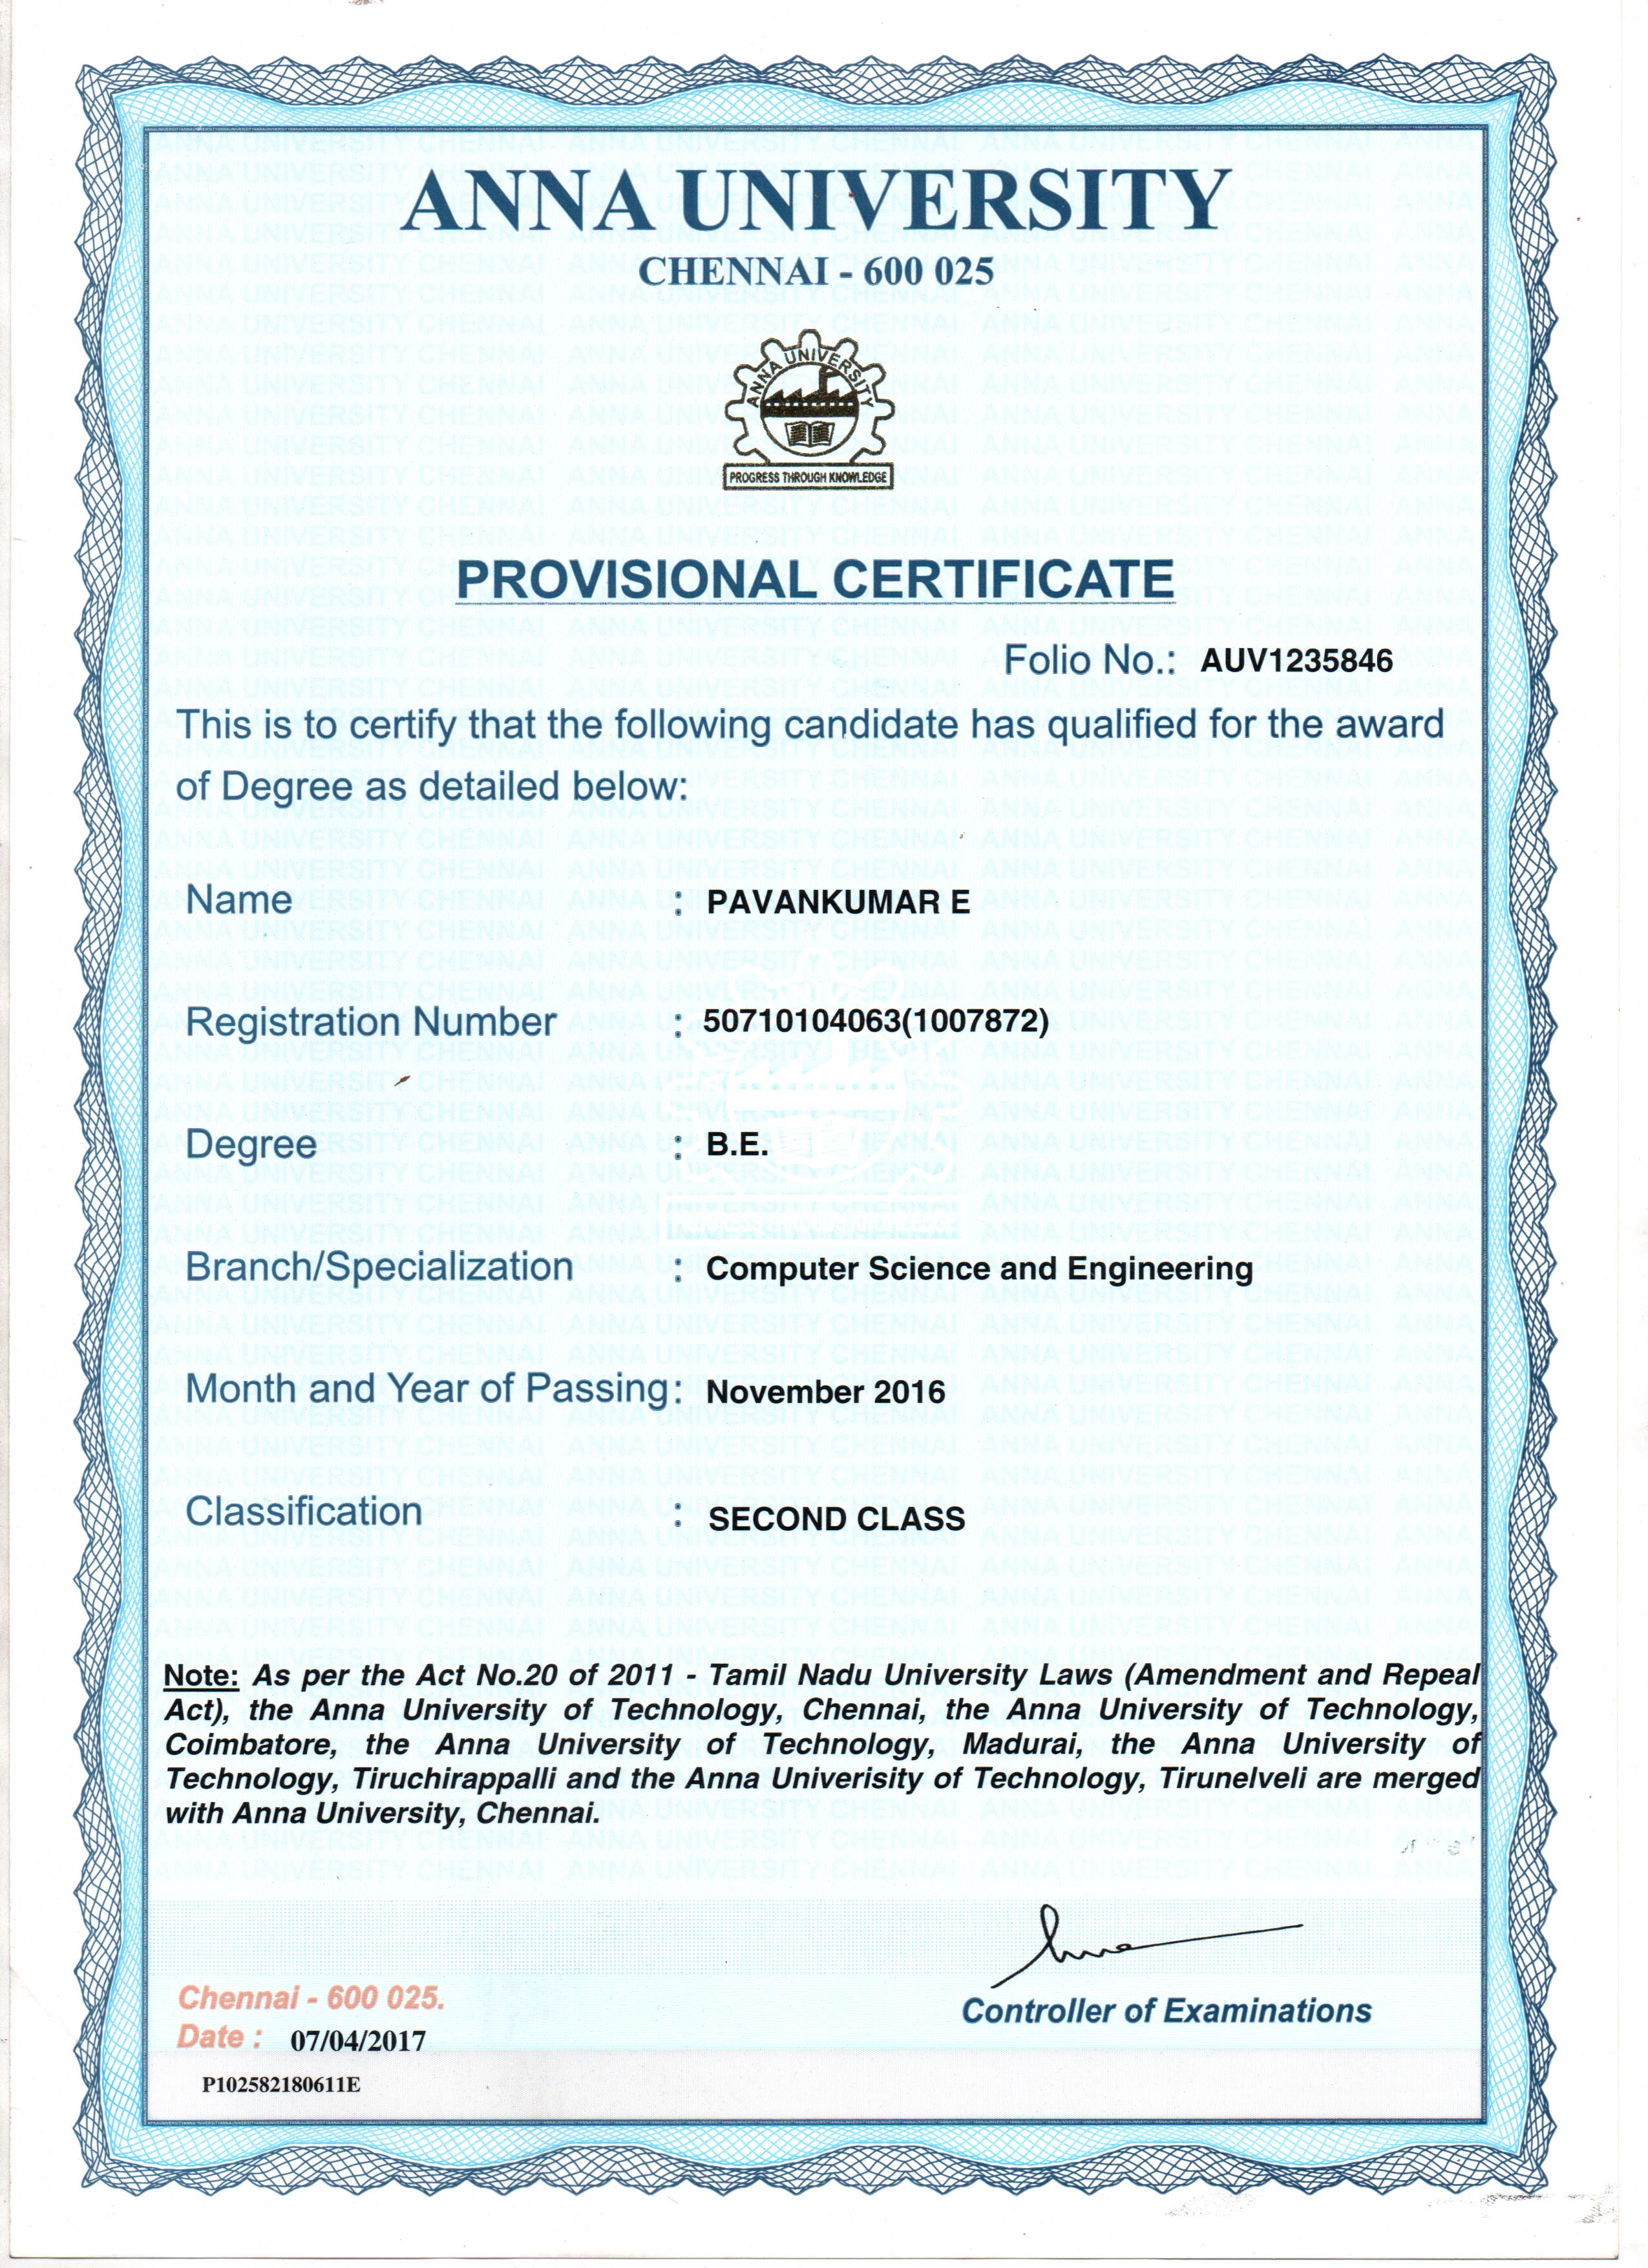 ANNA UNIVERSITY
CHENNAI - 600 025
ANNA UNIVERSITY
PROGRESS THROUGH KNOWLEDGE
PROVISIONAL CERTIFICATE
Folio No.: AUV1235846
This is to certify that the following candidate has qualified for the award
of Degree as detailed below:
Name : PAVANKUMAR E
Registration Number : 50710104063(1007872)
Degree : B.E.
Branch/Specialization : Computer Science and Engineering
Month and Year of Passing : November 2016
Classification : SECOND CLASS
Note: As per the Act No.20 of 2011 - Tamil Nadu University Laws (Amendment and Repeal
Act), the Anna University of Technology, Chennai, the Anna University of Technology,
Coimbatore, the Anna University of Technology, Madurai, the Anna University of
Technology, Tiruchirappalli and the Anna Univerisity of Technology, Tirunelveli are merged
with Anna University, Chennai.
Chennai - 600 025.
Controller of Examinations
Date : 07/04/2017
P102582180611E